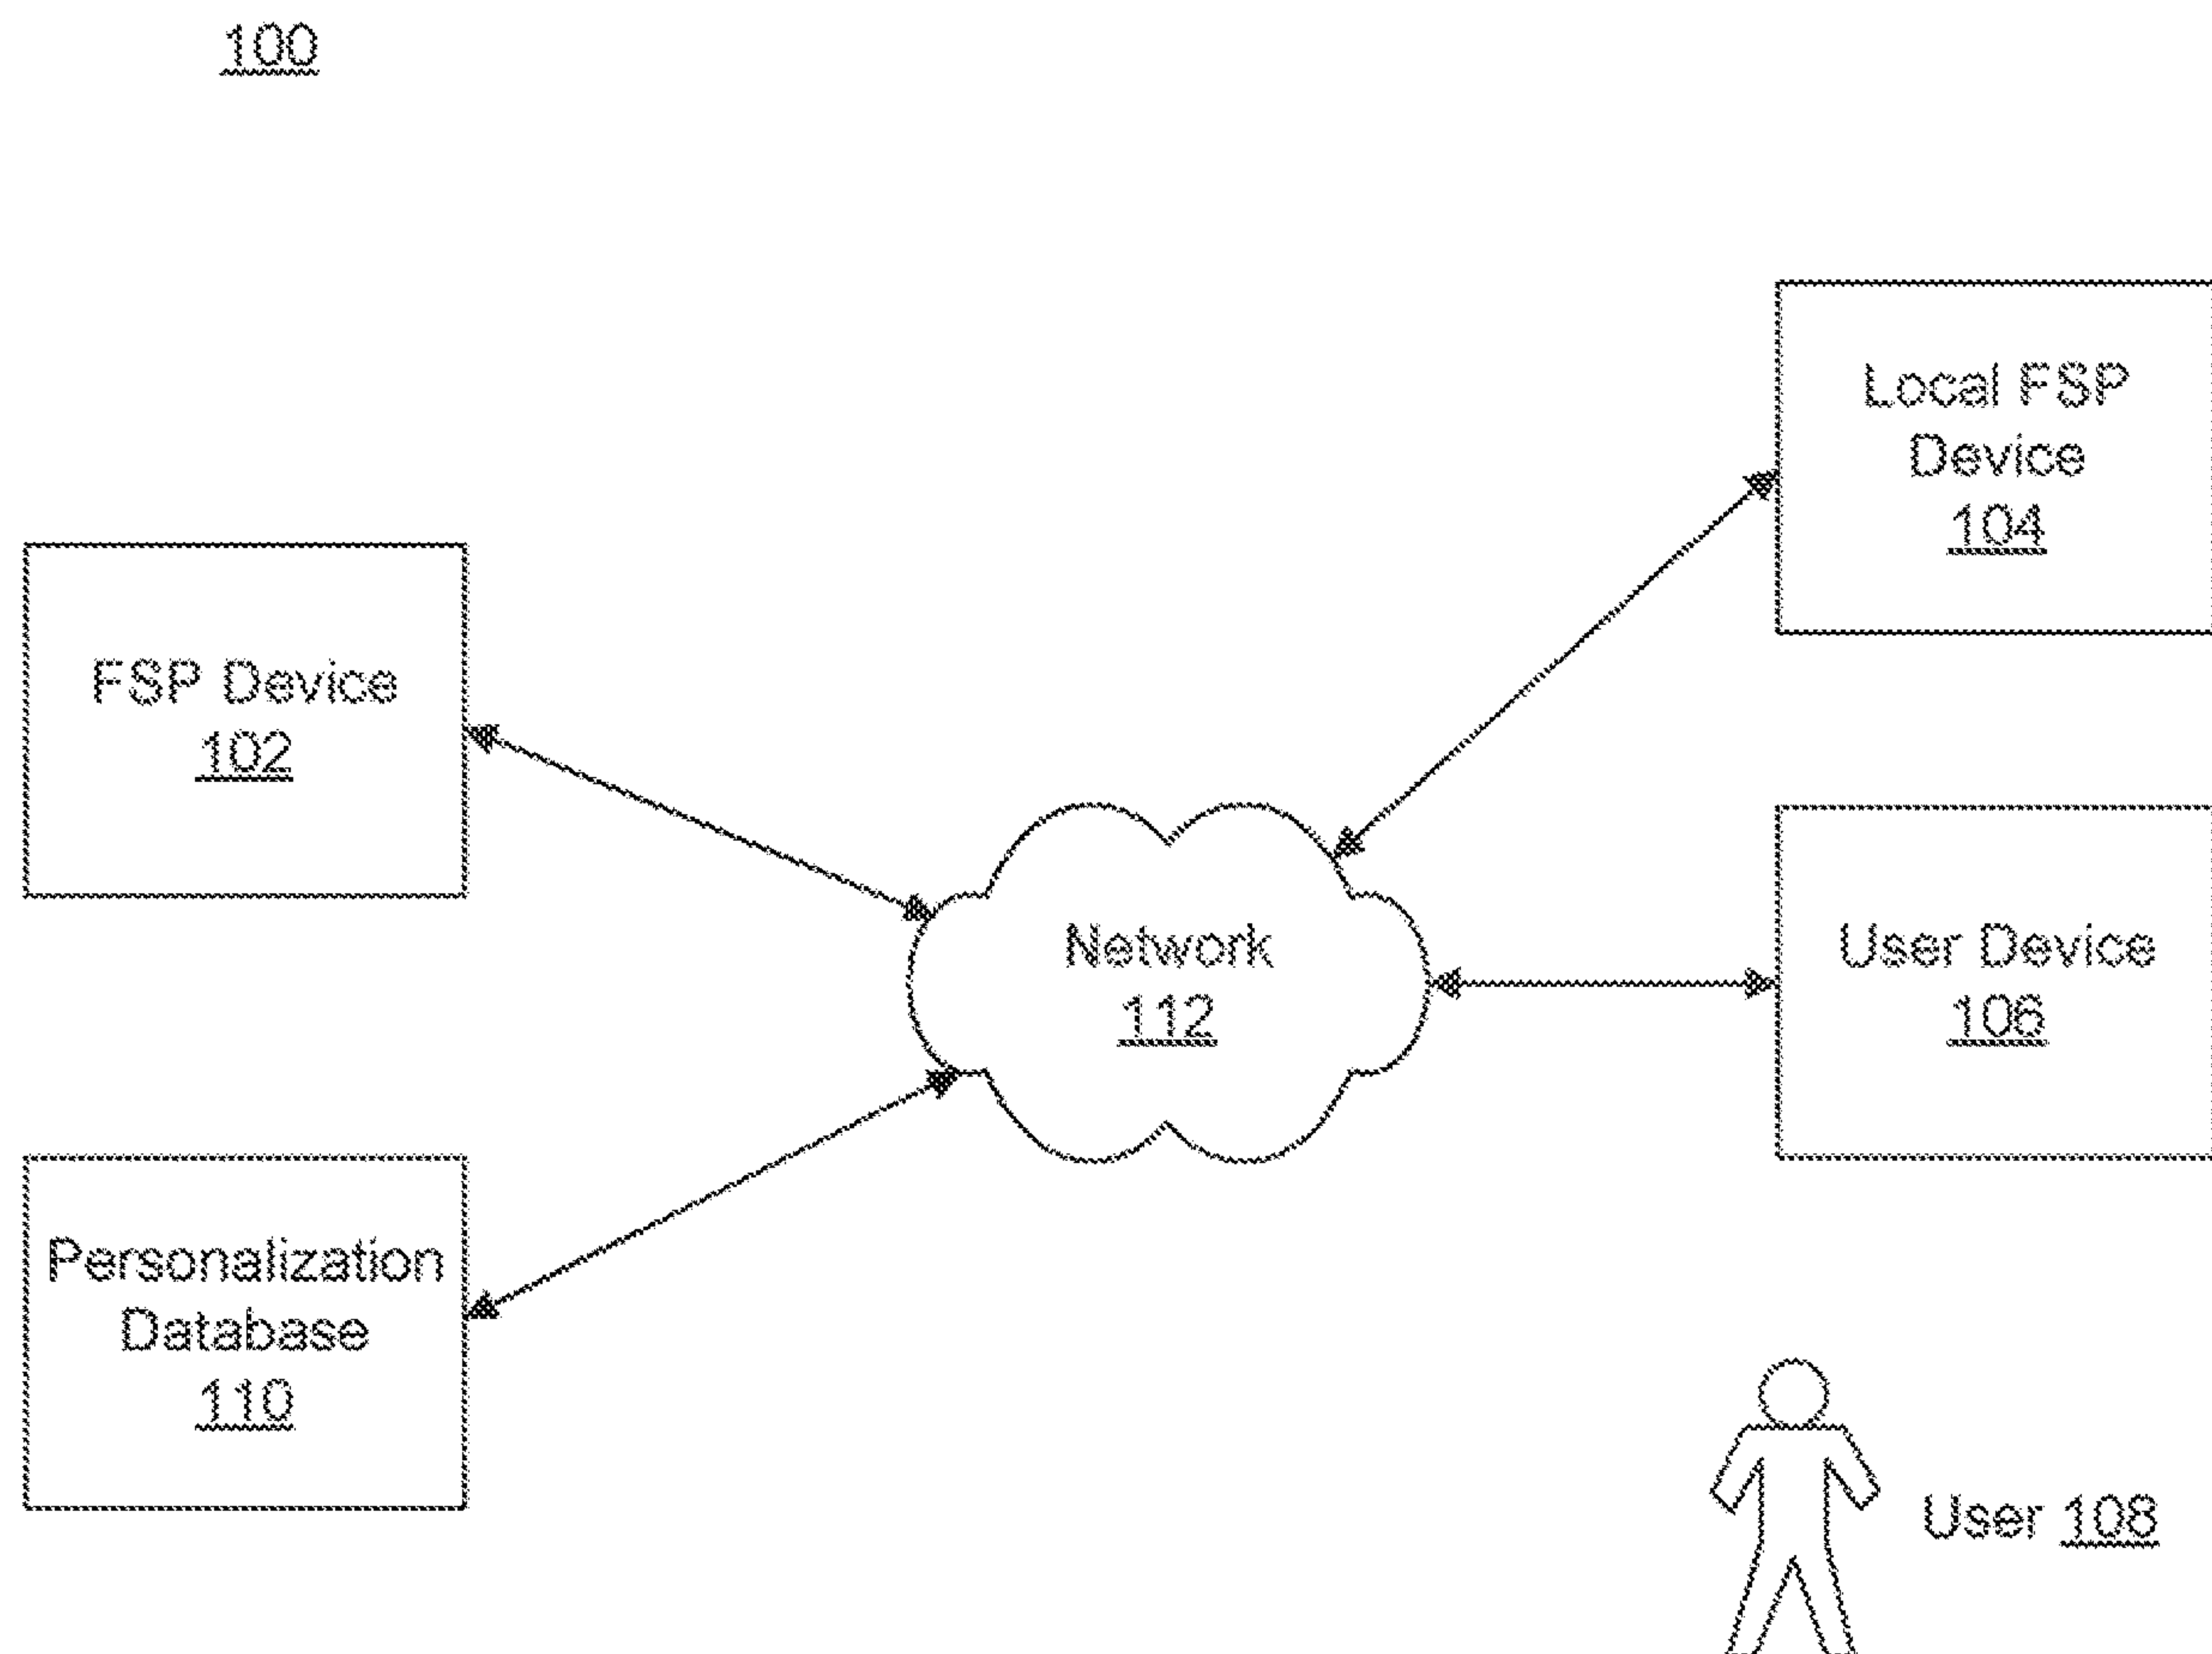 100
Local FSP
Device
104
FSP Device
102
Network
112
User Device
106
Personalization
Database
110
User 108